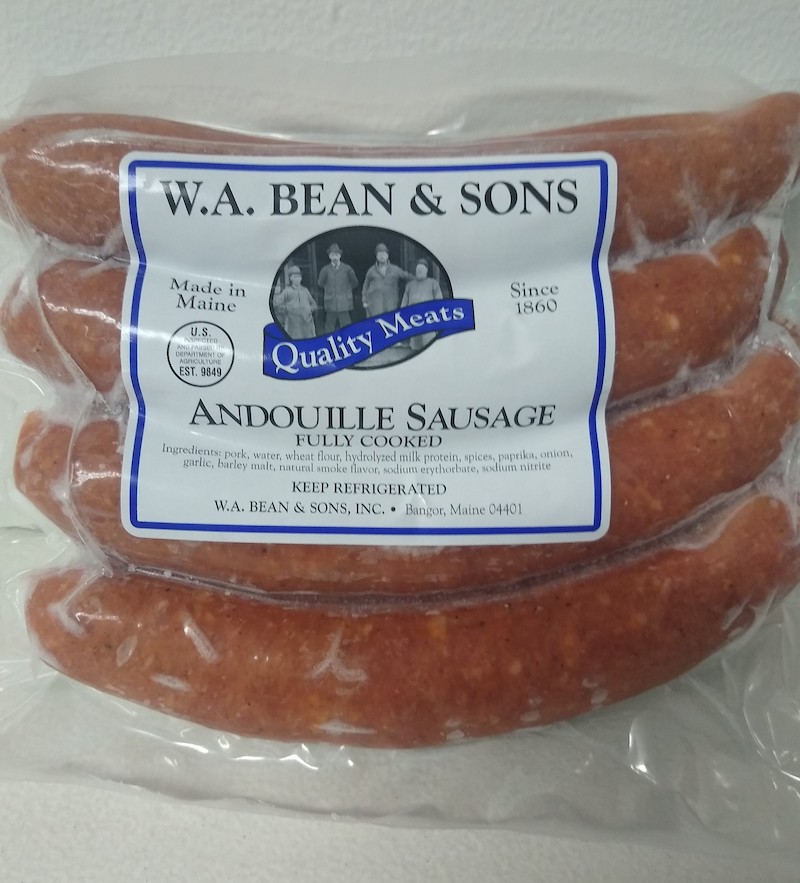 W.A. BEAN & SONS
Made in
Maine
Since
1860
Quality Meats
U.S.
INSPECTED
AND PASSED BY
DEPARTMENT OF
AGRICULTURE
EST. 9849
ANDOUILLE SAUSAGE
FULLY COOKED
Ingredients: pork, water, wheat flour, hydrolyzed milk protein, spices, paprika, onion,
garlic, barley malt, natural smoke flavor, sodium erythorbate, sodium nitrite
KEEP REFRIGERATED
W.A. BEAN & SONS, INC. • Bangor, Maine 04401